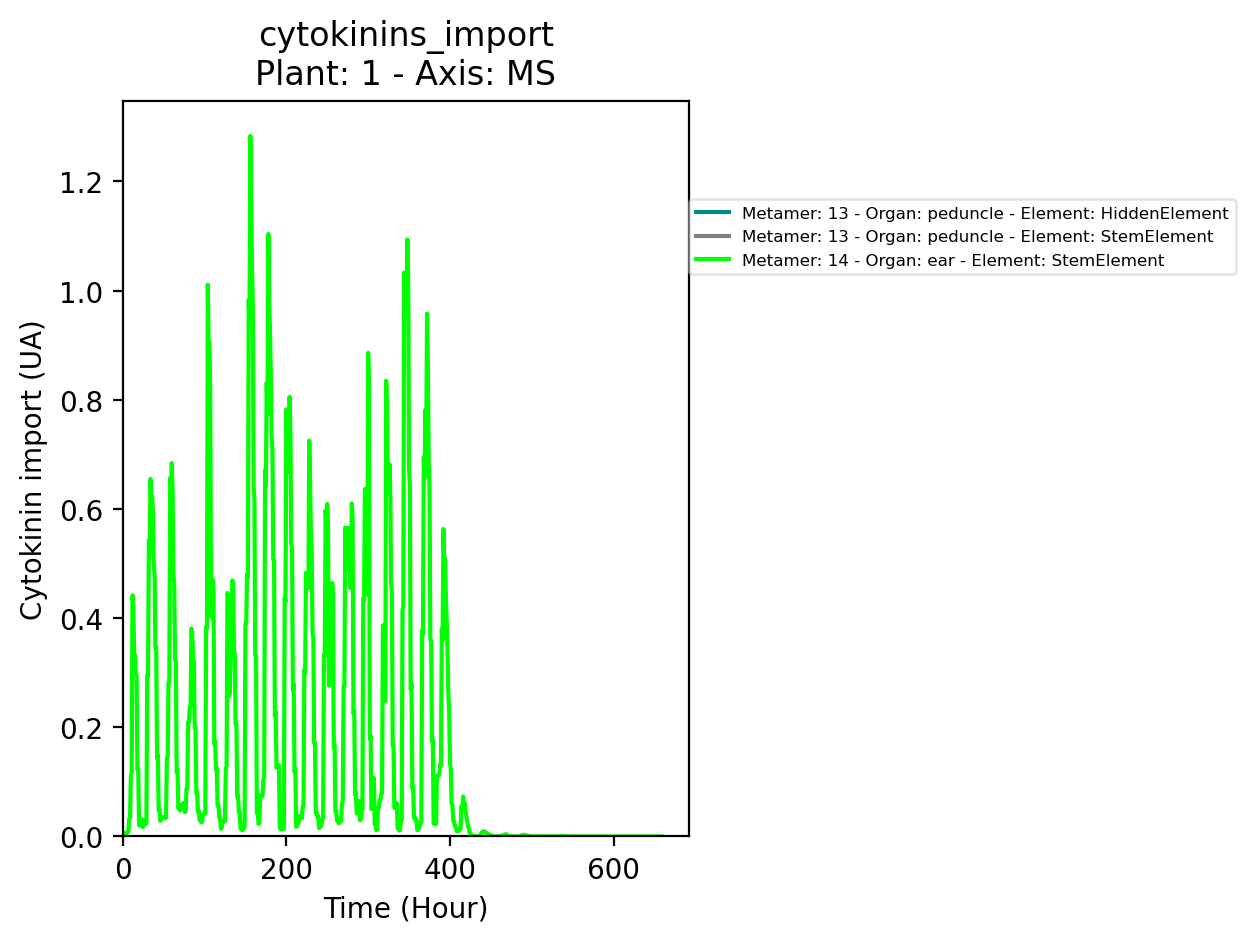 cytokinins_import
Plant: 1 - Axis: MS
1.2
1.0
0.8
0.6
0.4
0.2
0.0
Cytokinin import (UA)
0
200
400
600
Time (Hour)
Metamer: 13 - Organ: peduncle - Element: HiddenElement
Metamer: 13 - Organ: peduncle - Element: StemElement
Metamer: 14 - Organ: ear - Element: StemElement